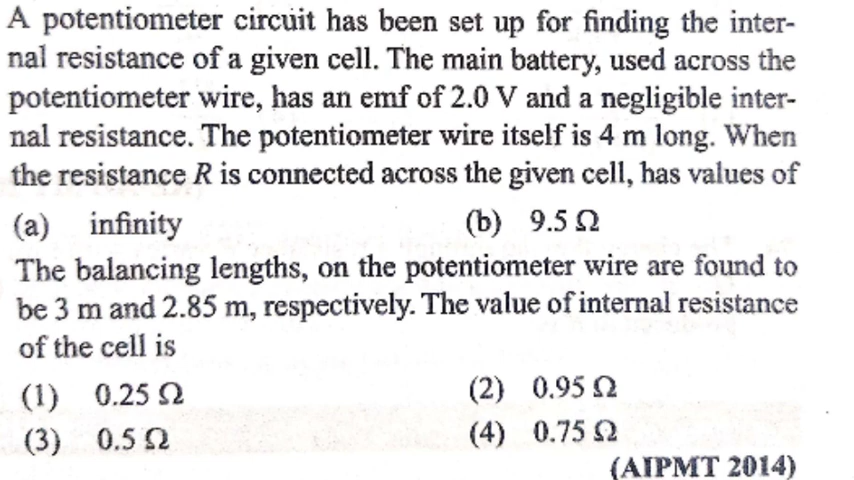 A potentiometer circuit has been set up for finding the inter-
nal resistance of a given cell. The main battery, used across the
potentiometer wire, has an emf of 2.0 V and a negligible inter-
nal resistance. The potentiometer wire itself is 4 m long. When
the resistance R is connected across the given cell, has values of
(a) infinity (b) 9.5 Ω
The balancing lengths, on the potentiometer wire are found to
be 3 m and 2.85 m, respectively. The value of internal resistance
of the cell is
(1) 0.25 Ω (2) 0.95 Ω
(3) 0.5 Ω (4) 0.75 Ω
(AIPMT 2014)